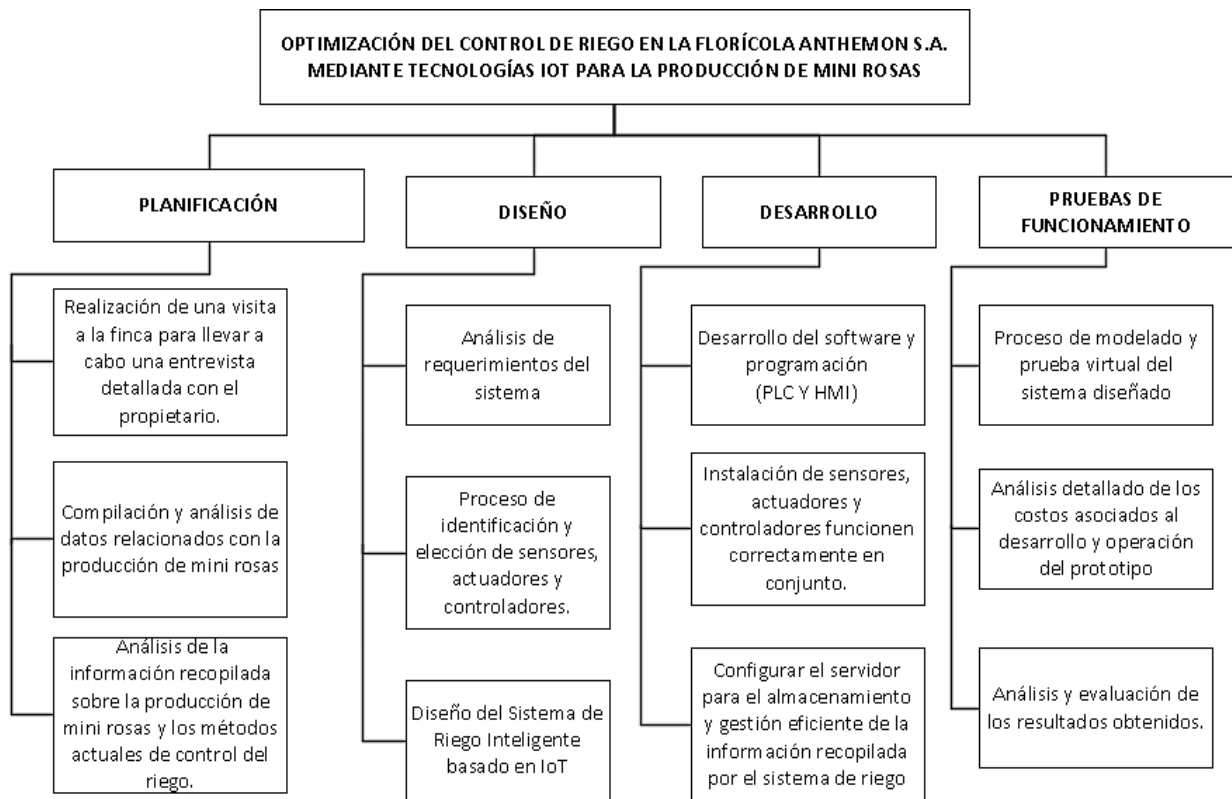 OPTIMIZACIÓN DEL CONTROL DE RIEGO EN LA FLORÍCOLA ANTHEMON S.A.
MEDIANTE TECNOLOGÍAS IOT PARA LA PRODUCCIÓN DE MINI ROSAS
PLANIFICACIÓN
Realización de una visita
a la finca para llevar a
cabo una entrevista
detallada con el
propietario.
Compilación y análisis de
datos relacionados con la
producción de mini rosas
Análisis de la
información recopilada
sobre la producción de
mini rosas y los métodos
actuales de control del
riego.
DISEÑO
Análisis de
requerimientos del
sistema
Proceso de
identificación y
elección de sensores,
actuadores y
controladores.
Diseño del Sistema de
Riego Inteligente
basado en IoT
DESARROLLO
Desarrollo del software y
programación
(PLC Y HMI)
Instalación de sensores,
actuadores y
controladores funcionen
correctamente en
conjunto.
Configurar el servidor
para el almacenamiento
y gestión eficiente de la
información recopilada
por el sistema de riego
PRUEBAS DE
FUNCIONAMIENTO
Proceso de modelado y
prueba virtual del
sistema diseñado
Análisis detallado de los
costos asociados al
desarrollo y operación
del prototipo
Análisis y evaluación de
los resultados obtenidos.